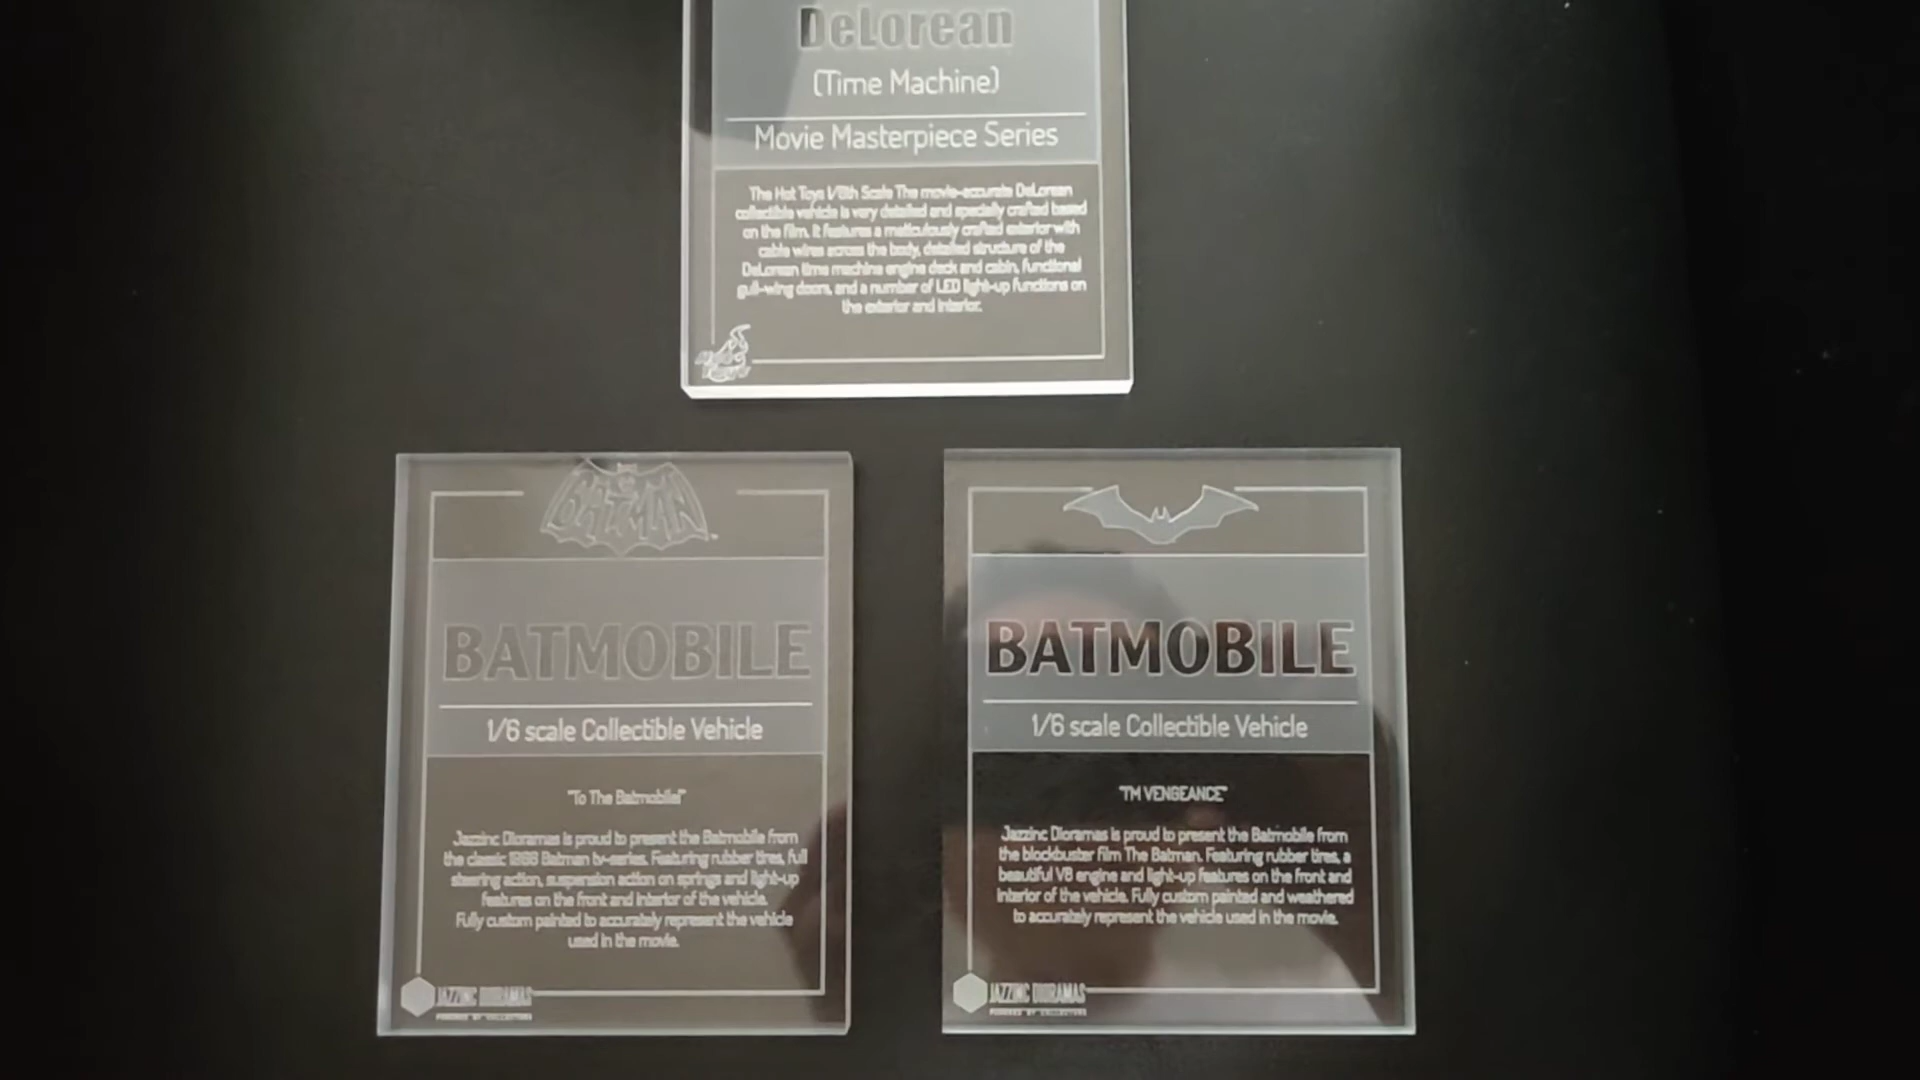 DeLorean
(Time Machine)
Movie Masterpiece Series
The Hot Toys 1/6th Scale The movie-accurate DeLorean
collectible vehicle is very detailed and specially crafted based
on the film. It features a meticulously crafted exterior with
cable wires across the body, detailed structure of the
DeLorean time machine engine deck and cabin, functional
gull-wing doors, and a number of LED light-up functions on
the exterior and interior.
BATMAN
BATMOBILE
1/6 scale Collectible Vehicle
"To The Batmobile!"
Jazzinc Dioramas is proud to present the Batmobile from
the classic 1966 Batman tv-series. Featuring rubber tires, full
steering action, suspension action on springs and light-up
features on the front and interior of the vehicle.
Fully custom painted to accurately represent the vehicle
used in the movie.
JAZZINC DIORAMAS
BATMOBILE
1/6 scale Collectible Vehicle
"I'M VENGEANCE"
Jazzinc Dioramas is proud to present the Batmobile from
the blockbuster film The Batman. Featuring rubber tires, a
beautiful V8 engine and light-up features on the front and
interior of the vehicle. Fully custom painted and weathered
to accurately represent the vehicle used in the movie.
JAZZINC DIORAMAS